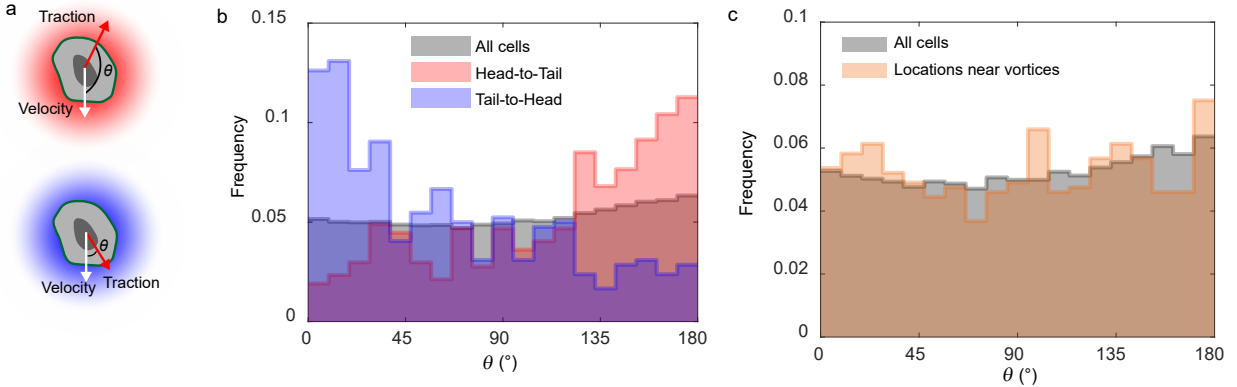 a
Traction
θ
Velocity
θ
Velocity
Traction
b
0.15
0.1
0.05
0
Frequency
All cells
Head-to-Tail
Tail-to-Head
0 45 90 135 180
θ (°)
c
0.1
0.08
0.06
0.04
0.02
0
Frequency
All cells
Locations near vortices
0 45 90 135 180
θ (°)